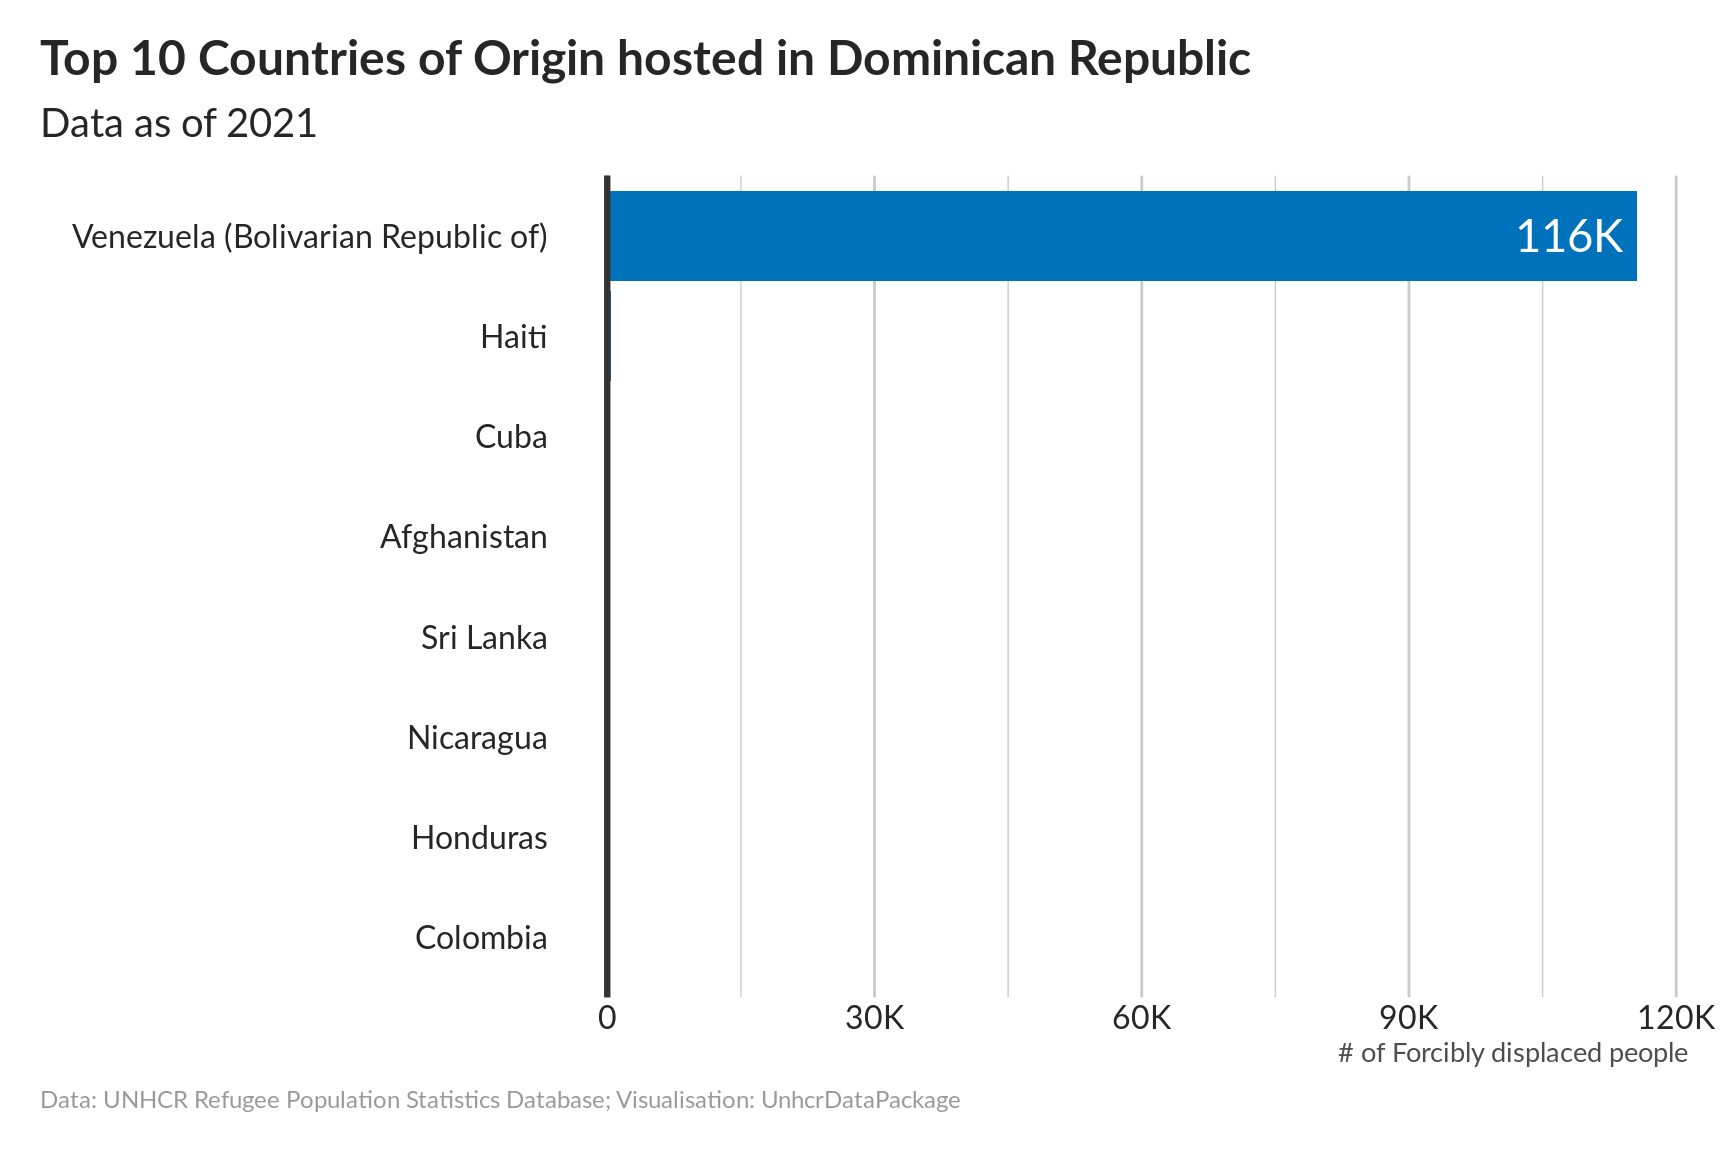 Top 10 Countries of Origin hosted in Dominican Republic
Data as of 2021
Venezuela (Bolivarian Republic of)
116K
Haiti
Cuba
Afghanistan
Sri Lanka
Nicaragua
Honduras
Colombia
0 30K 60K 90K 120K
# of Forcibly displaced people
Data: UNHCR Refugee Population Statistics Database; Visualisation: UnhcrDataPackage